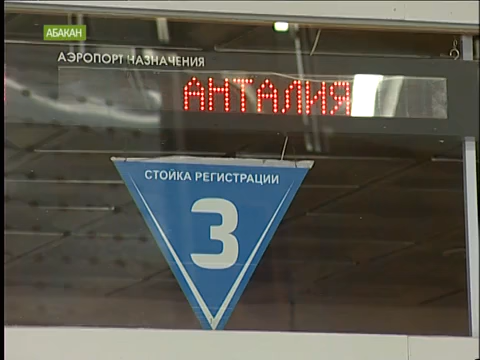 АБАКАН
АЭРОПОРТ НАЗНАЧЕНИЯ
АНТАЛИЯ
СТОЙКА РЕГИСТРАЦИИ
3